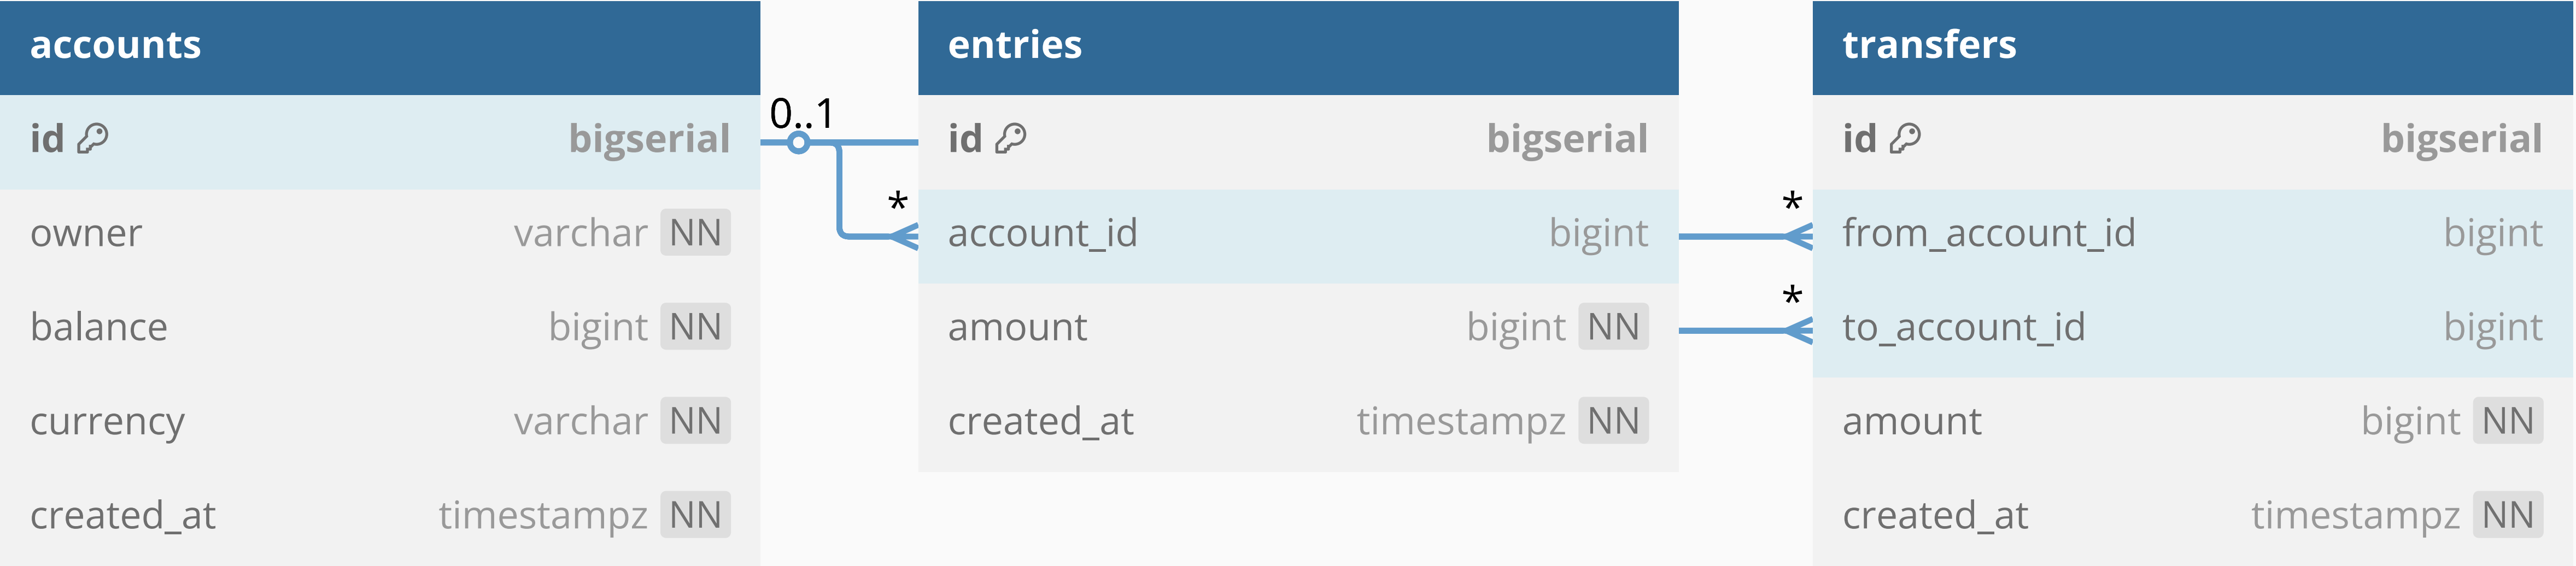 accounts
id bigserial
owner varchar NN
balance bigint NN
currency varchar NN
created_at timestampz NN
0..1
*
entries
id bigserial
account_id bigint
amount bigint NN
created_at timestampz NN
*
*
transfers
id bigserial
from_account_id bigint
to_account_id bigint
amount bigint NN
created_at timestampz NN